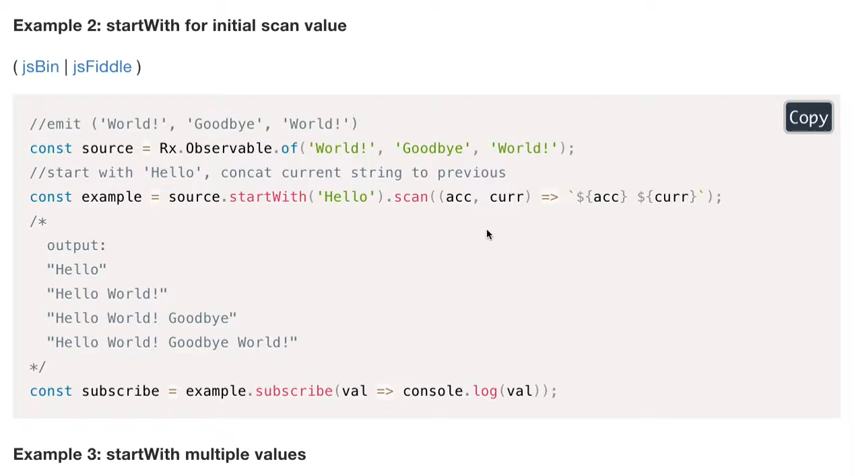 Example 2: startWith for initial scan value
( jsBin | jsFiddle )
Copy
//emit ('World!', 'Goodbye', 'World!')
const source = Rx.Observable.of('World!', 'Goodbye', 'World!');
//start with 'Hello', concat current string to previous
const example = source.startWith('Hello').scan((acc, curr) => `${acc} ${curr}`);
/*
  output:
  "Hello"
  "Hello World!"
  "Hello World! Goodbye"
  "Hello World! Goodbye World!"
*/
const subscribe = example.subscribe(val => console.log(val));
Example 3: startWith multiple values